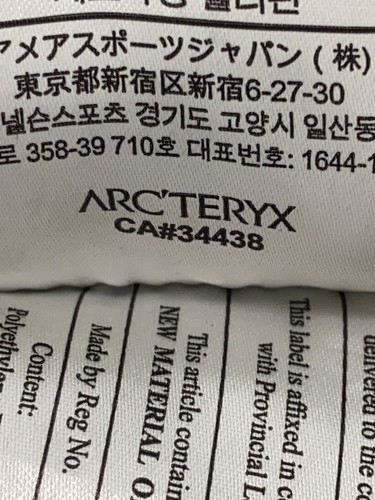 アメアスポーツジャパン (株)
東京都新宿区新宿6-27-30
넬슨스포츠 경기도 고양시 일산동
로 358-39 710호 대표번호: 1644-1
ARC'TERYX
CA#34438
This label is affixed in
with Provincial
This article
NEW MATERIAL
Made by Reg No.
Content: